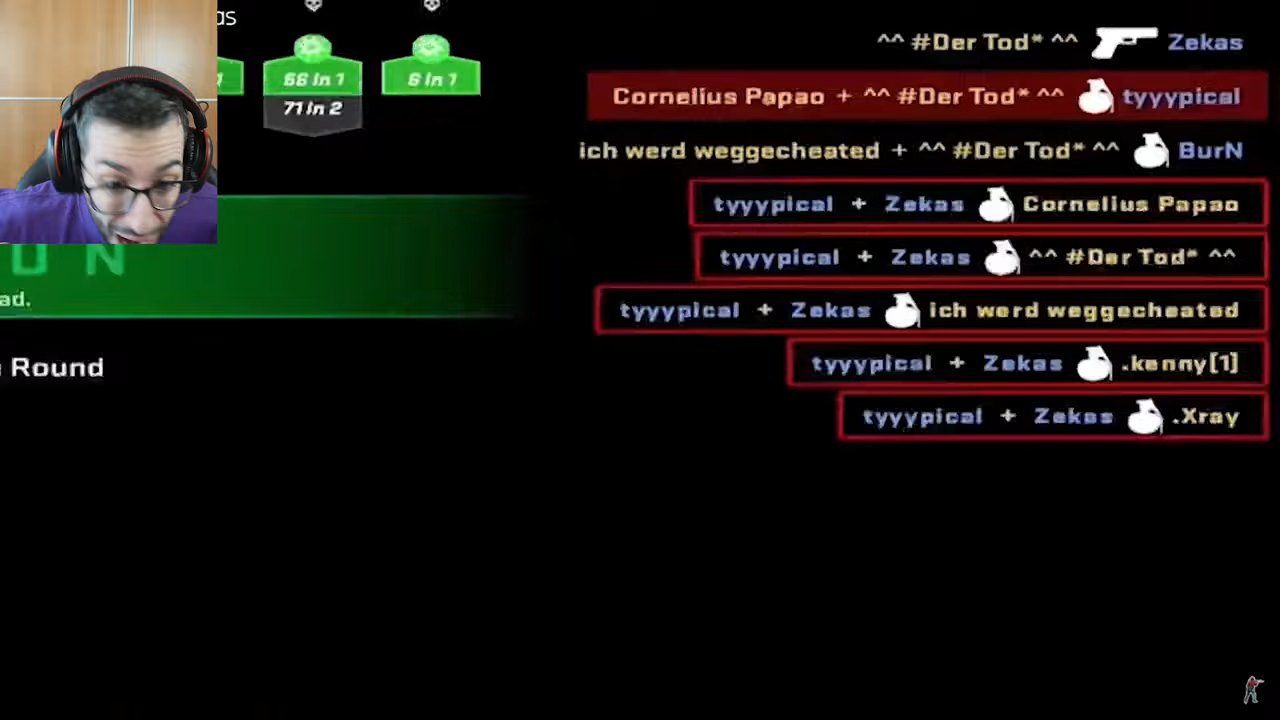 as
66 in 1
6 in 1
71 in 2
U N
ad.
Round
^^ #Der Tod* ^^ Zekas
Cornelius Papao + ^^ #Der Tod* ^^ tyyypical
ich werd weggecheated + ^^ #Der Tod* ^^ BurN
tyyypical + Zekas Cornelius Papao
tyyypical + Zekas ^^ #Der Tod* ^^
tyyypical + Zekas ich werd weggecheated
tyyypical + Zekas .kenny[1]
tyyypical + Zekas .Xray